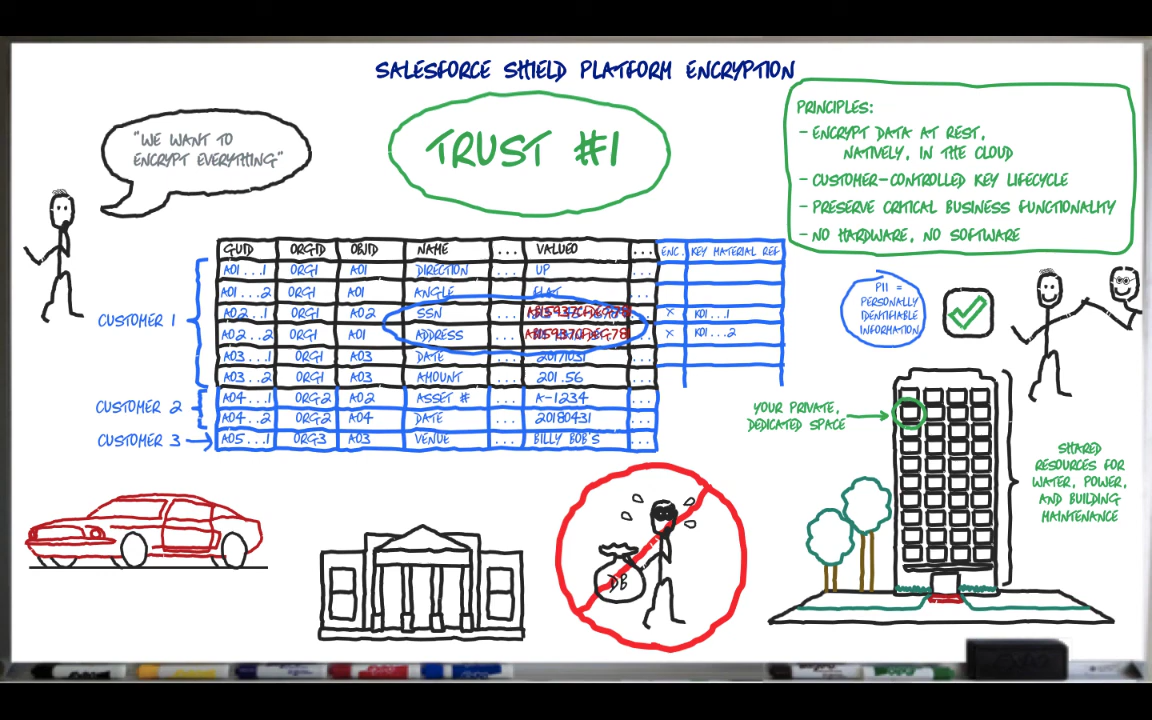 SALESFORCE SHIELD PLATFORM ENCRYPTION
"WE WANT TO
ENCRYPT EVERYTHING"
TRUST #1
PRINCIPLES:
- ENCRYPT DATA AT REST,
NATIVELY, IN THE CLOUD
- CUSTOMER-CONTROLLED KEY LIFECYCLE
- PRESERVE CRITICAL BUSINESS FUNCTIONALITY
- NO HARDWARE, NO SOFTWARE
GUID ORGID OBJID NAME ... VALUE0 ... ENC. KEY MATERIAL REF
A01...1 ORG1 A01 DIRECTION ... UP ...
A01...2 ORG1 A01 ANGLE ... FLAT ...
A02...1 ORG1 A02 SSN ... ... X K01...1
A02...2 ORG1 A01 ADDRESS ... ... X K01...2
A03...1 ORG1 A03 DATE ... 20171031 ...
A03...2 ORG1 A03 AMOUNT ... 201.56 ...
A04...1 ORG2 A02 ASSET # ... A-1234 ...
A04...2 ORG2 A04 DATE ... 20180431 ...
A05...1 ORG3 A03 VENUE ... BILLY BOB'S ...
CUSTOMER 1
CUSTOMER 2
CUSTOMER 3
PII =
PERSONALLY
IDENTIFIABLE
INFORMATION
YOUR PRIVATE,
DEDICATED SPACE
SHARED
RESOURCES FOR
WATER, POWER,
AND BUILDING
MAINTENANCE
DB